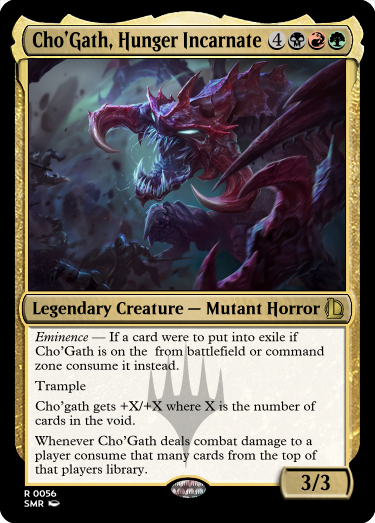 Cho'Gath, Hunger Incarnate 4
Legendary Creature — Mutant Horror
Eminence — If a card were to put into exile if
Cho'Gath is on the from battlefield or command
zone consume it instead.
Trample
Cho'gath gets +X/+X where X is the number of
cards in the void.
Whenever Cho'Gath deals combat damage to a
player consume that many cards from the top of
that players library.
3/3
R 0056
SMR